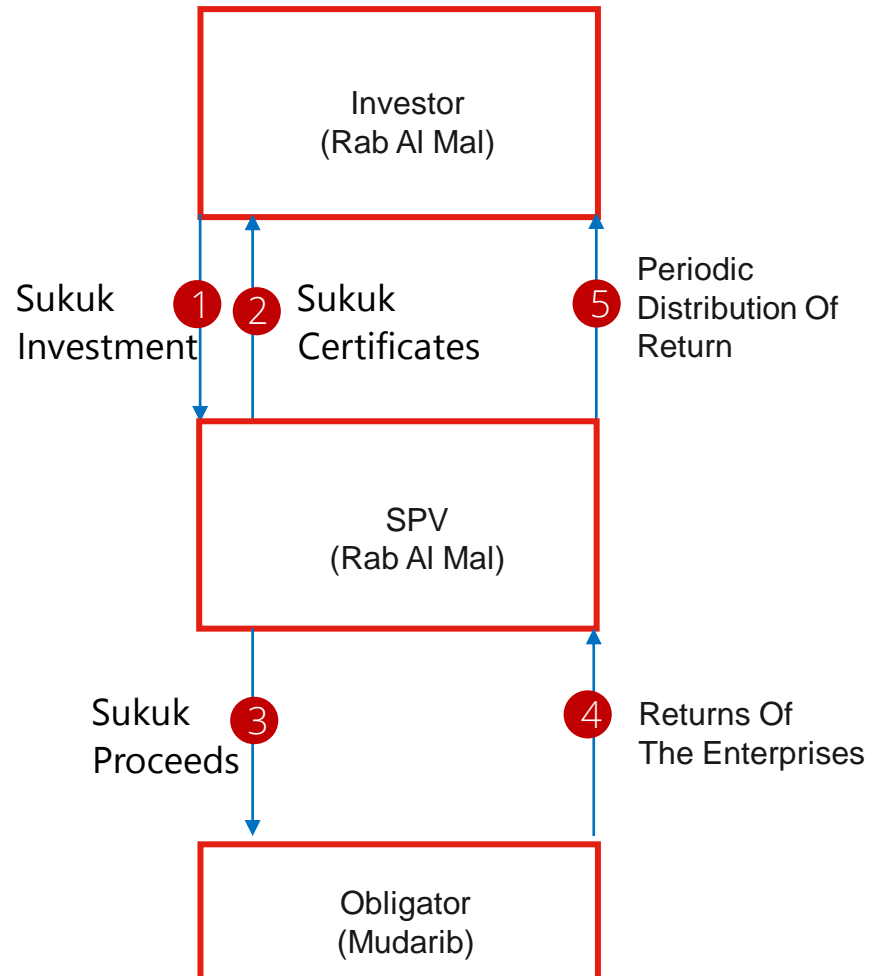 Investor
(Rab Al Mal)
Sukuk
Investment
1
2
Sukuk
Certificates
5
Periodic
Distribution Of
Return
SPV
(Rab Al Mal)
Sukuk
Proceeds
3
4
Returns Of
The Enterprises
Obligator
(Mudarib)